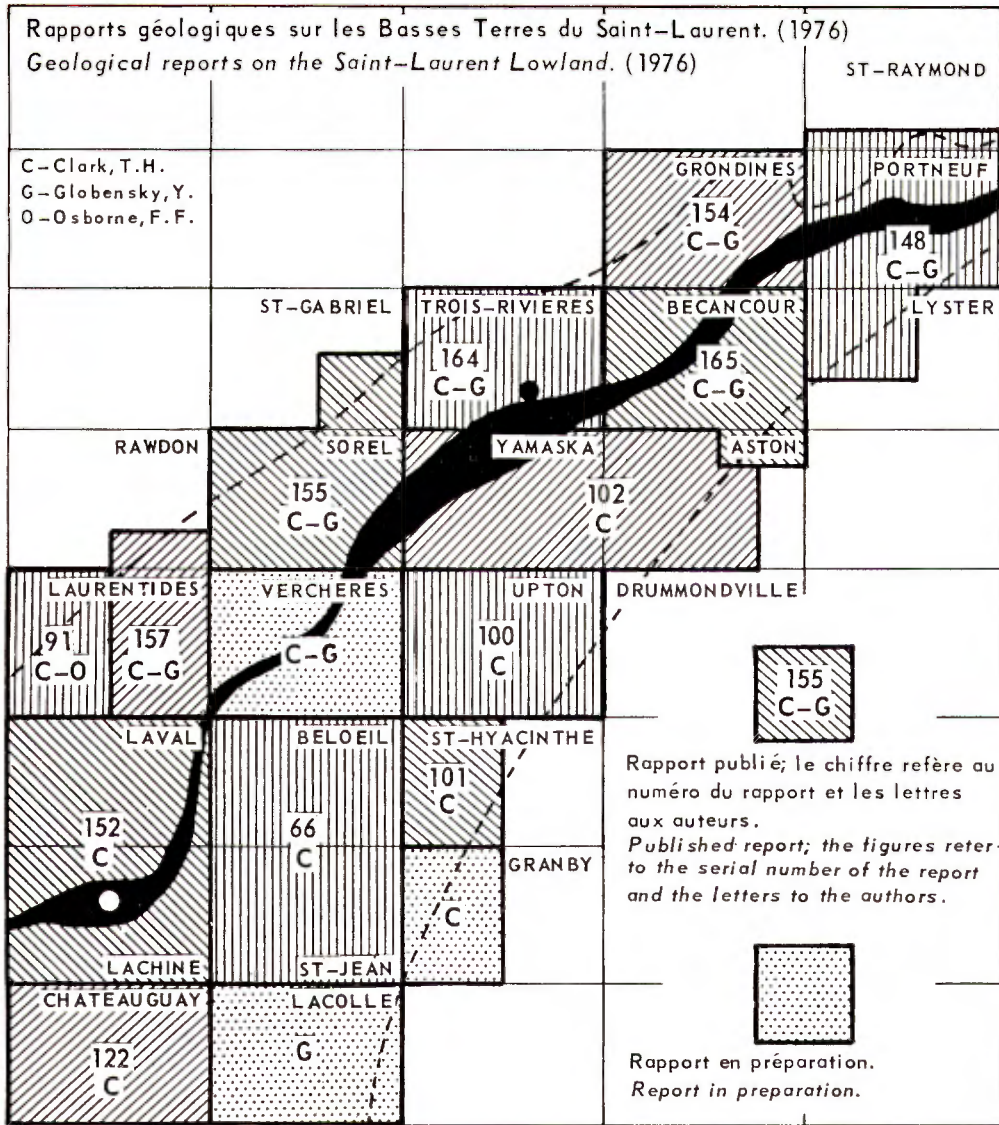 Rapports géologiques sur les Basses Terres du Saint-Laurent. (1976)
Geological reports on the Saint-Laurent Lowland. (1976)
ST-RAYMOND
C-Clark, T.H.
G-Globensky, Y.
O-Osborne, F. F.
GRONDINES
PORTNEUF
154
C-G
148
C-G
ST-GABRIEL
TROIS-RIVIERES
BECANCOUR
LYSTER
164
C-G
165
C-G
RAWDON
SOREL
YAMASKA
ASTON
155
C-G
102
C
LAURENTIDES
VERCHERES
UPTON
DRUMMONDVILLE
91
C-O
157
C-G
C-G
100
C
155
C-G
LAVAL
BELOEIL
ST-HYACINTHE
101
C
Rapport publié; le chiffre refère au
numéro du rapport et les lettres
aux auteurs.
Published report; the figures refer
to the serial number of the report
and the letters to the authors.
152
C
66
C
GRANBY
C
LACHINE
ST-JEAN
CHATEAUGUAY
LACOLLE
122
C
G
Rapport en préparation.
Report in preparation.